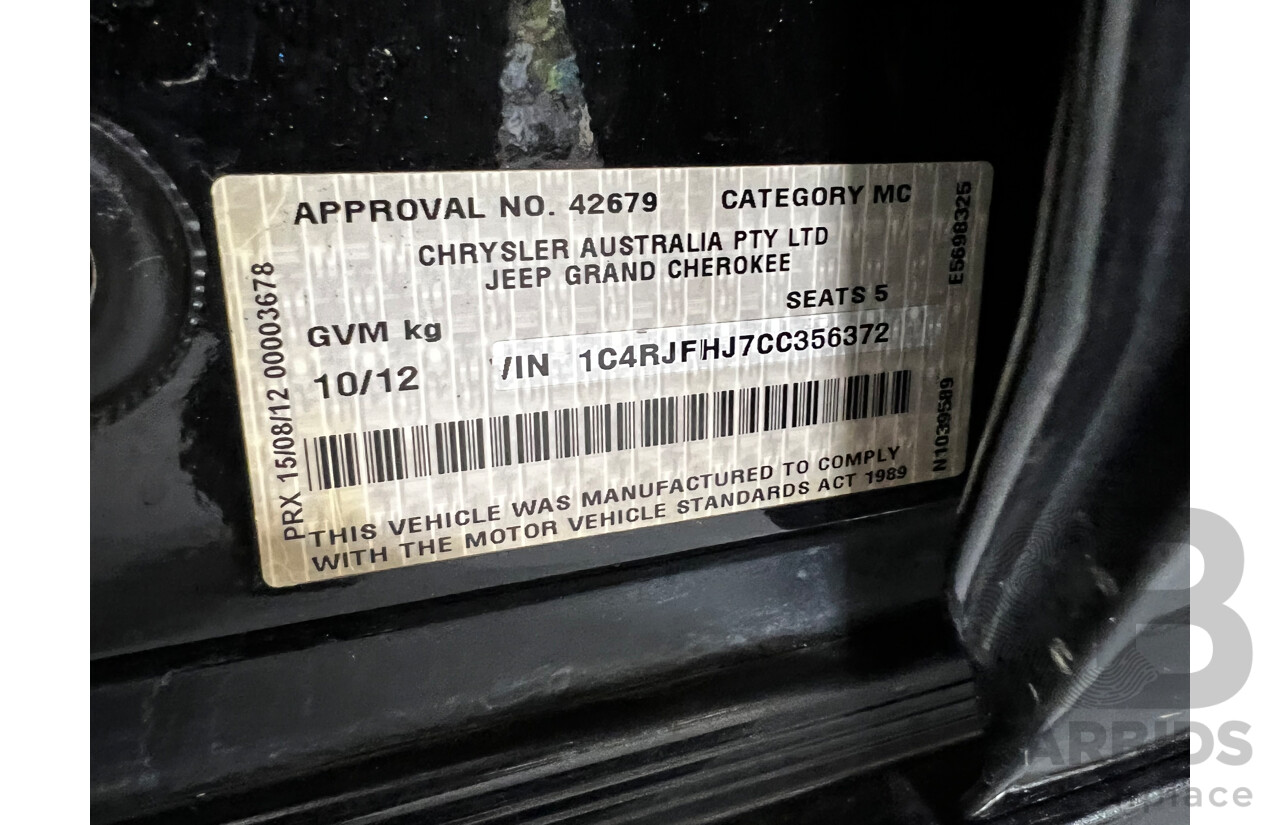 APPROVAL NO. 42679 CATEGORY MC
CHRYSLER AUSTRALIA PTY LTD
JEEP GRAND CHEROKEE
SEATS 5
GVM kg
10/12
VIN 1C4RJFHJ7CC356372
THIS VEHICLE WAS MANUFACTURED TO COMPLY
WITH THE MOTOR VEHICLE STANDARDS ACT 1989
PRX 15/08/12 00003678
E5698325
N1039589
B
ARBIDS
place